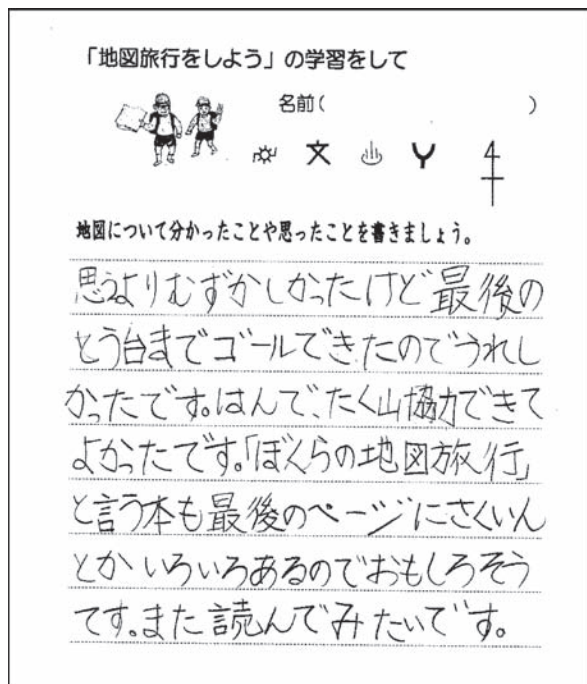 「地図旅行をしよう」の学習をして
名前(　　　　　　　　)
文
地図について分かったことや思ったことを書きましょう。
思うよりむずかしかったけど最後の
とう台までゴールできたのでうれし
かったです。はんで、たく山協力できて
よかったです。「ぼくらの地図旅行」
と言う本も最後のページにさくいん
とかいろいろあるのでおもしろそう
てす。また読んでみたいです。